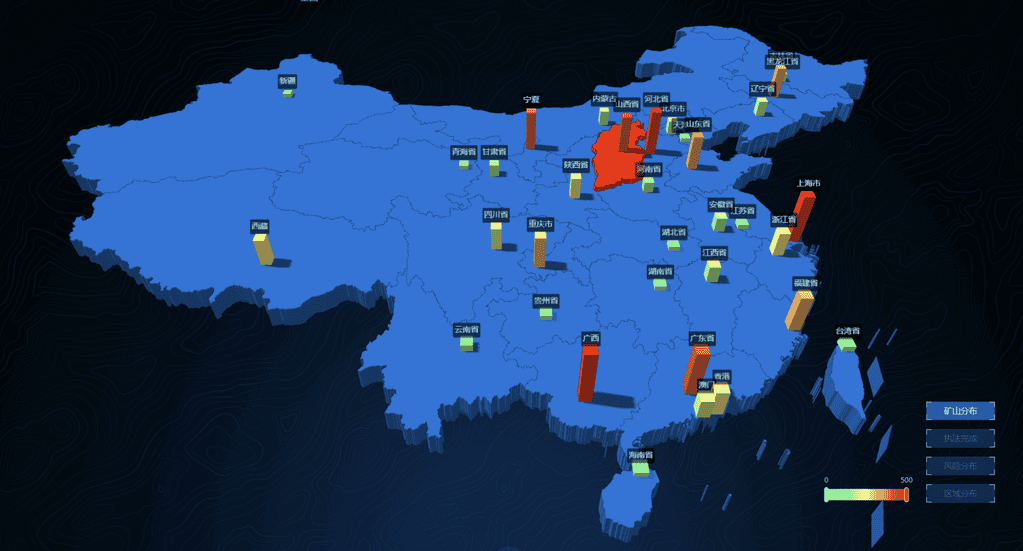 黑龙江省
新疆
辽宁省
宁夏
内蒙古
山西省
河北省
北京市
山东省
青海省
甘肃省
陕西省
河南省
上海市
四川省
重庆市
安徽省
江苏省
浙江省
西藏
湖北省
江西省
湖南省
福建省
贵州省
云南省
广西
广东省
台湾省
香港
澳门
海南省
矿山分布
执法完成
风险分布
区域分布
0
500